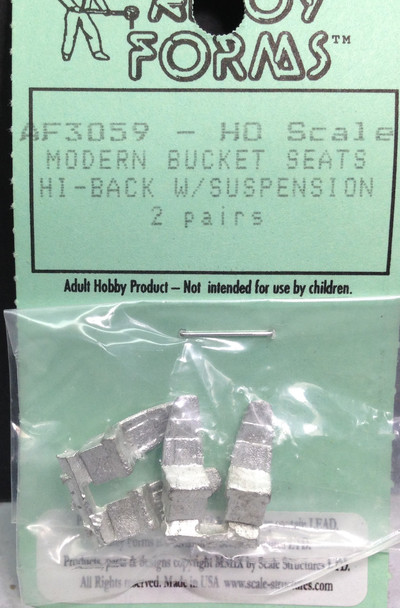 FORMS™
AF3059 - HO Scale
MODERN BUCKET SEATS
HI-BACK W/SUSPENSION
2 pairs
Adult Hobby Product – Not intended for use by children.
LEAD.
Products, parts & designs copyright MMIX by Scale Structures LTD.
All Rights reserved. Made in USA www.scale-structures.com